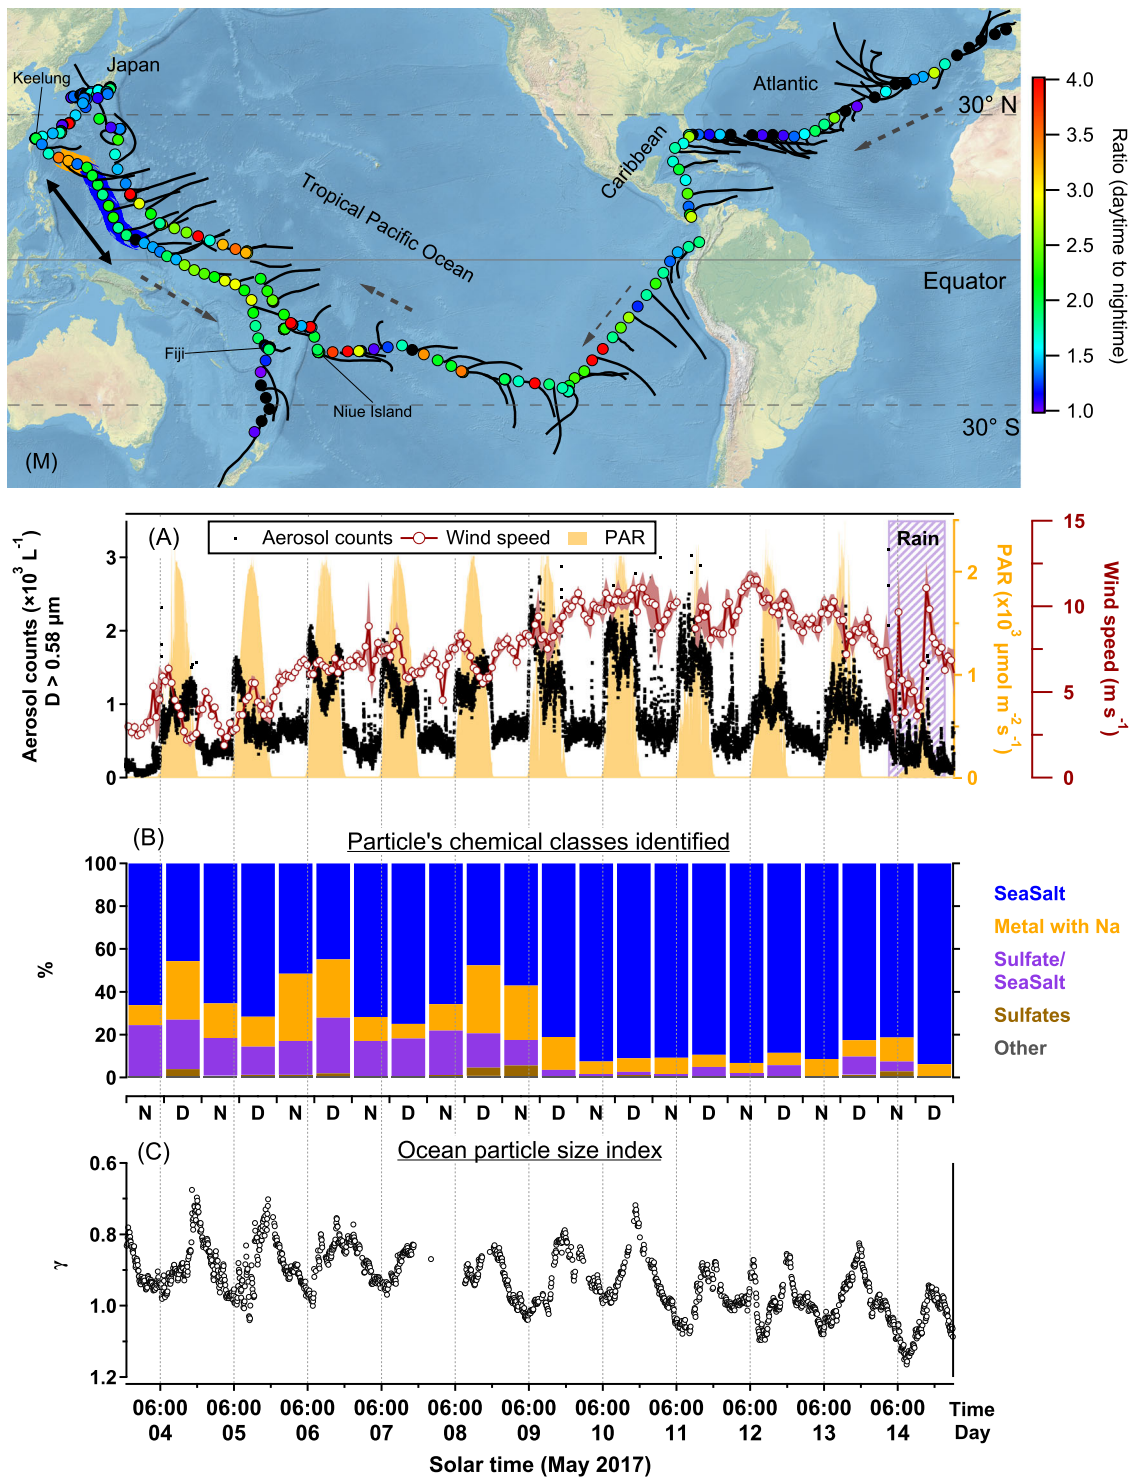 Japan
Keelung
Atlantic
30° N
Caribbean
Tropical Pacific Ocean
Equator
Fiji
Niue Island
30° S
(M)
4.0
3.5
3.0
2.5
2.0
1.5
1.0
Ratio (daytime to nighttime)
(A)
Aerosol counts
Wind speed
PAR
Rain
Aerosol counts (×10³ L⁻¹)
D > 0.58 µm
3
2
1
0
2
1
0
PAR (x10³ µmol m⁻² s⁻¹)
15
10
5
0
Wind speed (m s⁻¹)
(B)
Particle's chemical classes identified
100
80
60
40
20
0
%
SeaSalt
Metal with Na
Sulfate/
SeaSalt
Sulfates
Other
N D N D N D N D N D N D N D N D N D N D N D
(C)
Ocean particle size index
0.6
0.8
1.0
1.2
γ
06:00 06:00 06:00 06:00 06:00 06:00 06:00 06:00 06:00 06:00 06:00 Time
04 05 06 07 08 09 10 11 12 13 14 Day
Solar time (May 2017)